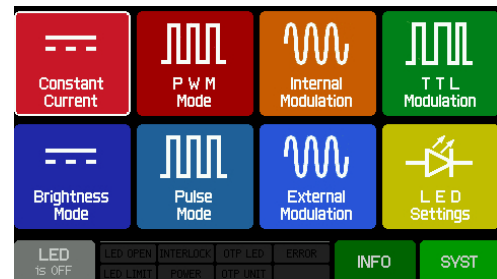 Constant
Current
P W M
Mode
Internal
Modulation
T T L
Modulation
Brightness
Mode
Pulse
Mode
External
Modulation
L E D
Settings
LED
is OFF
LED OPEN INTERLOCK OTP LED ERROR
LED LIMIT POWER OTP UNIT
INFO
SYST